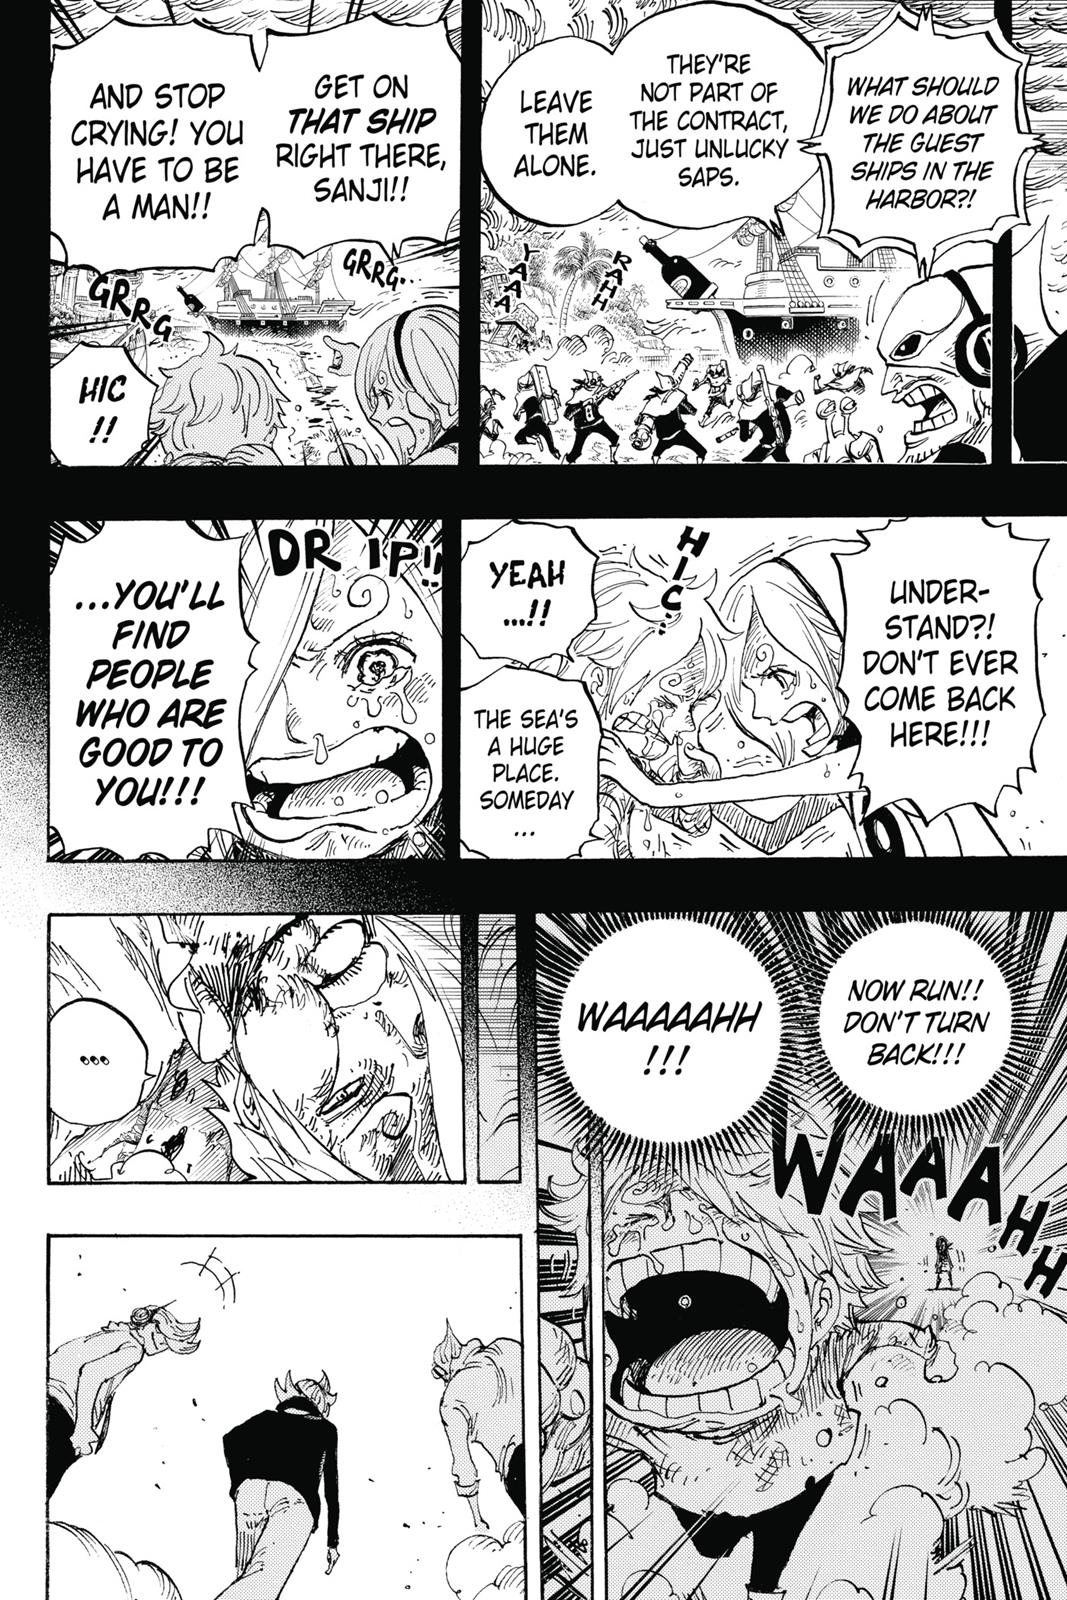 WHAT SHOULD
WE DO ABOUT
THE GUEST
SHIPS IN THE
HARBOR?!
THEY'RE
NOT PART OF
THE CONTRACT,
JUST UNLUCKY
SAPS.
LEAVE
THEM
ALONE.
RAHH
YAAA
GET ON
THAT SHIP
RIGHT THERE,
SANJI!!
AND STOP
CRYING! YOU
HAVE TO BE
A MAN!!
GRRG..
GRRG
HIC
!!
UNDER-
STAND?!
DON'T EVER
COME BACK
HERE!!!
HIC..
YEAH
...!!
THE SEA'S
A HUGE
PLACE.
SOMEDAY
...
DRIP!!
...YOU'LL
FIND
PEOPLE
WHO ARE
GOOD TO
YOU!!!
NOW RUN!!
DON'T TURN
BACK!!!
WAAAAAHH
!!!
WAAAHH
...